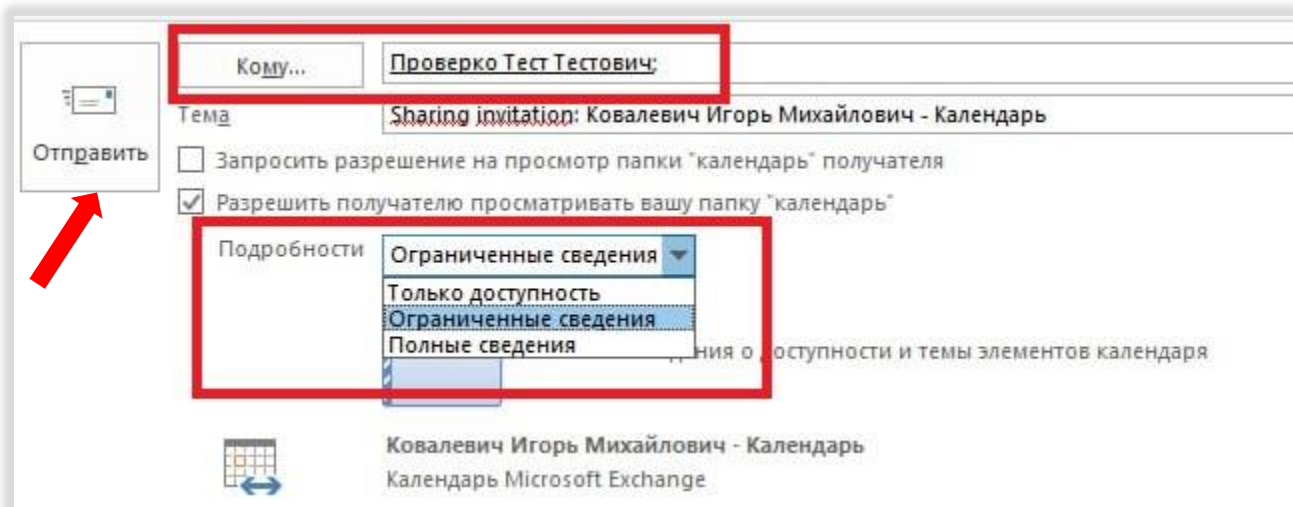 Кому...
Проверко Тест Тестович;
Тема
Sharing invitation: Ковалевич Игорь Михайлович - Календарь
Отправить
Запросить разрешение на просмотр папки "календарь" получателя
Разрешить получателю просматривать вашу папку "календарь"
Подробности
Ограниченные сведения
Только доступность
Ограниченные сведения
Полные сведения
о доступности и темы элементов календаря
Ковалевич Игорь Михайлович - Календарь
Календарь Microsoft Exchange